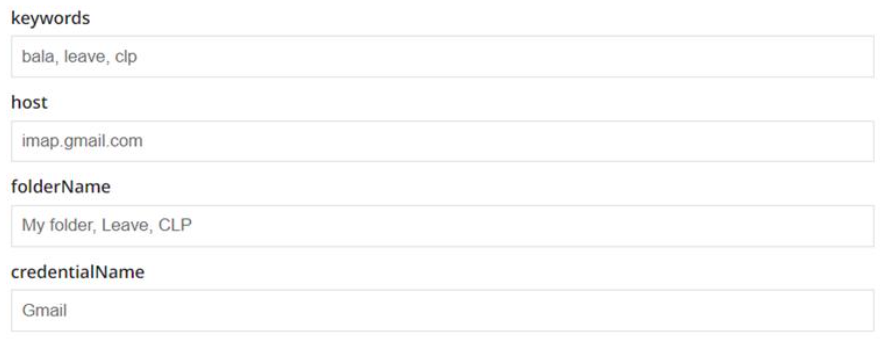 keywords
bala, leave, clp
host
imap.gmail.com
folderName
My folder, Leave, CLP
credentialName
Gmail